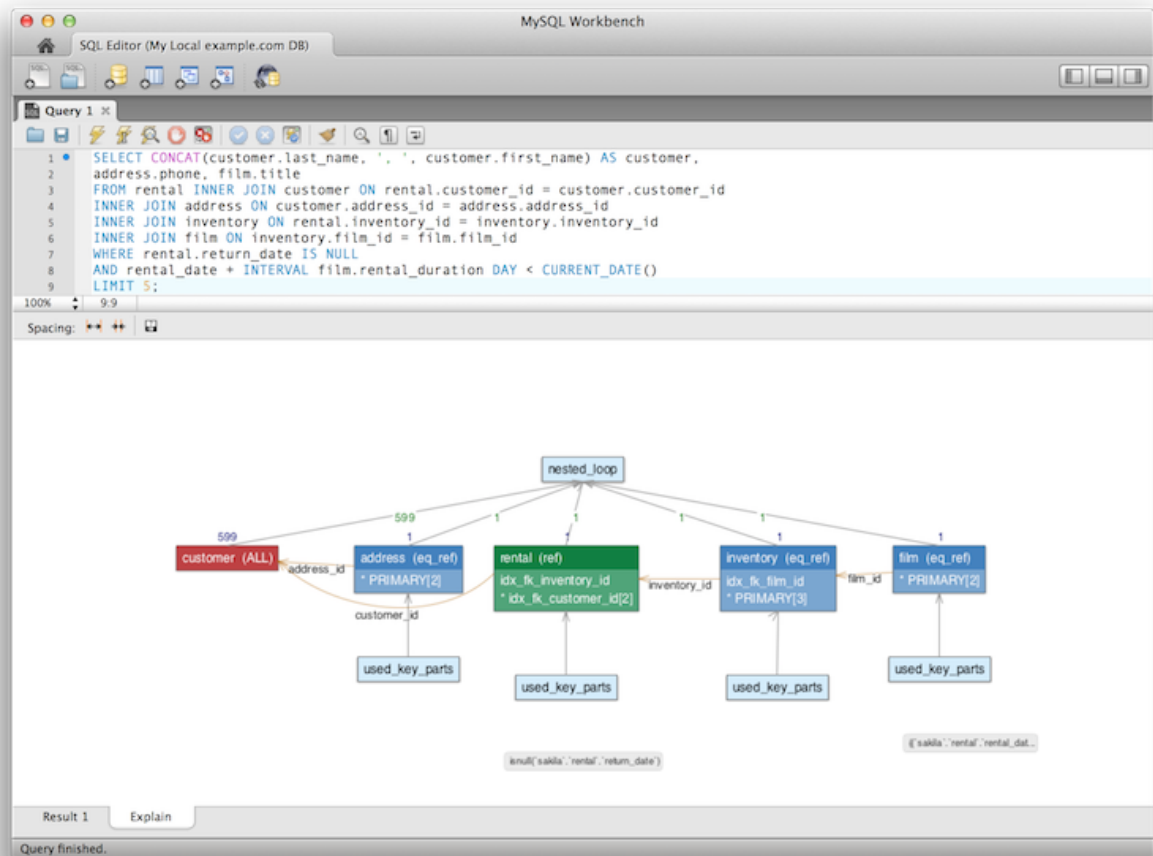 MySQL Workbench
SQL Editor (My Local example.com DB)
Query 1
1 SELECT CONCAT(customer.last_name, ', ', customer.first_name) AS customer,
2 address.phone, film.title
3 FROM rental INNER JOIN customer ON rental.customer_id = customer.customer_id
4 INNER JOIN address ON customer.address_id = address.address_id
5 INNER JOIN inventory ON rental.inventory_id = inventory.inventory_id
6 INNER JOIN film ON inventory.film_id = film.film_id
7 WHERE rental.return_date IS NULL
8 AND rental_date + INTERVAL film.rental_duration DAY < CURRENT_DATE()
9 LIMIT 5;
100% 9:9
Spacing:
nested_loop
599 1 1 1 1
599 1 1 1 1
customer (ALL) address (eq_ref) rental (ref) inventory (eq_ref) film (eq_ref)
address_id * PRIMARY[2] idx_fk_inventory_id inventory_id idx_fk_film_id film_id * PRIMARY[2]
* idx_fk_customer_id[2] * PRIMARY[3]
customer_id
used_key_parts used_key_parts
used_key_parts used_key_parts
(`sakila`.`rental`.`rental_dat...
isnull(`sakila`.`rental`.`return_date`)
Result 1 Explain
Query finished.